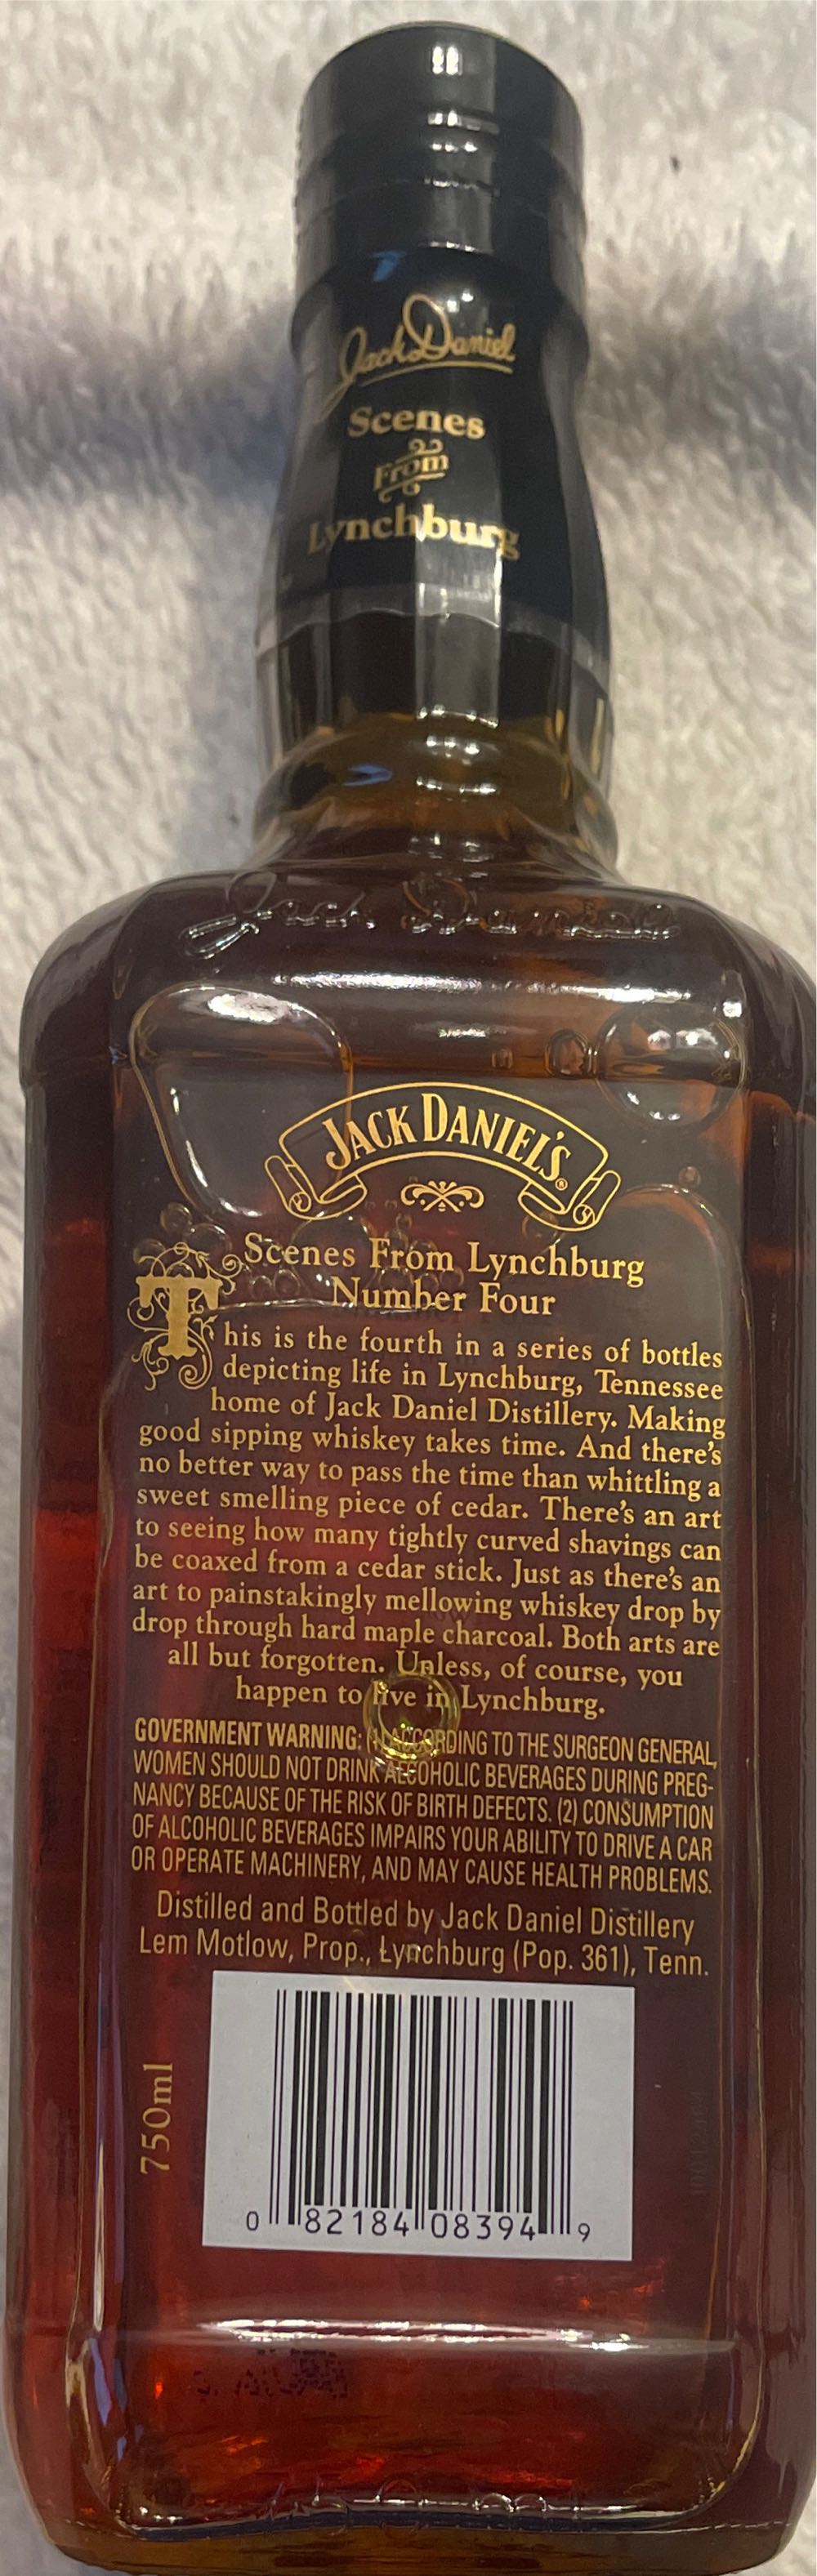 Jack Daniel
Scenes
From
Lynchburg
Jack Daniel
JACK DANIEL'S®
Scenes From Lynchburg
Number Four
This is the fourth in a series of bottles
depicting life in Lynchburg, Tennessee
home of Jack Daniel Distillery. Making
good sipping whiskey takes time. And there's
no better way to pass the time than whittling a
sweet smelling piece of cedar. There's an art
to seeing how many tightly curved shavings can
be coaxed from a cedar stick. Just as there's an
art to painstakingly mellowing whiskey drop by
drop through hard maple charcoal. Both arts are
all but forgotten. Unless, of course, you
happen to live in Lynchburg.
GOVERNMENT WARNING: (1) ACCORDING TO THE SURGEON GENERAL,
WOMEN SHOULD NOT DRINK ALCOHOLIC BEVERAGES DURING PREG-
NANCY BECAUSE OF THE RISK OF BIRTH DEFECTS. (2) CONSUMPTION
OF ALCOHOLIC BEVERAGES IMPAIRS YOUR ABILITY TO DRIVE A CAR
OR OPERATE MACHINERY, AND MAY CAUSE HEALTH PROBLEMS.
Distilled and Bottled by Jack Daniel Distillery
Lem Motlow, Prop., Lynchburg (Pop. 361), Tenn.
750ml
0 82184 08394 9